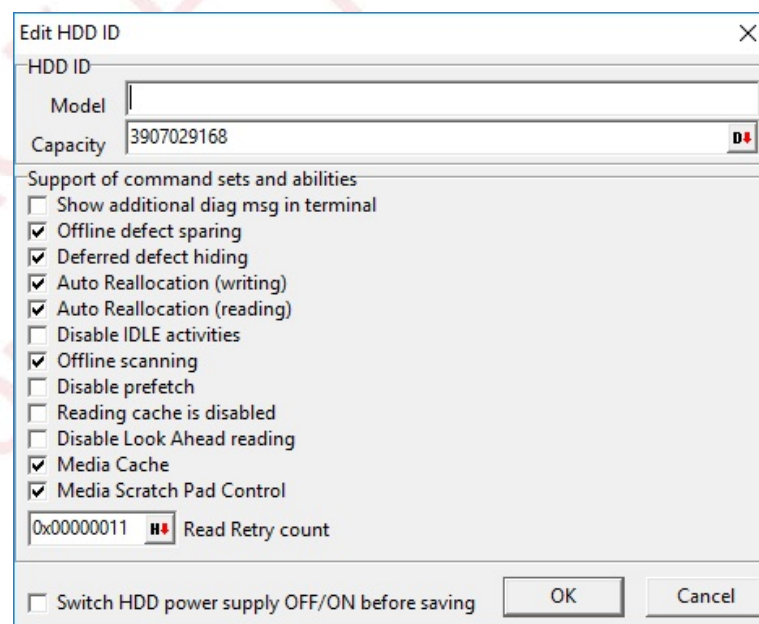 Edit HDD ID
HDD ID
Model
Capacity 3907029168 D
Support of command sets and abilities
Show additional diag msg in terminal
Offline defect sparing
Deferred defect hiding
Auto Reallocation (writing)
Auto Reallocation (reading)
Disable IDLE activities
Offline scanning
Disable prefetch
Reading cache is disabled
Disable Look Ahead reading
Media Cache
Media Scratch Pad Control
0x00000011 H Read Retry count
Switch HDD power supply OFF/ON before saving OK Cancel